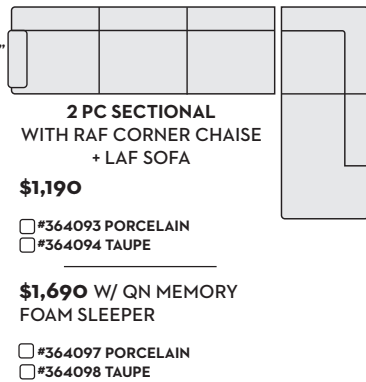 ”
2 PC SECTIONAL
WITH RAF CORNER CHAISE
+ LAF SOFA
$1,190
#364093 PORCELAIN
#364094 TAUPE
$1,690 W/ QN MEMORY
FOAM SLEEPER
#364097 PORCELAIN
#364098 TAUPE